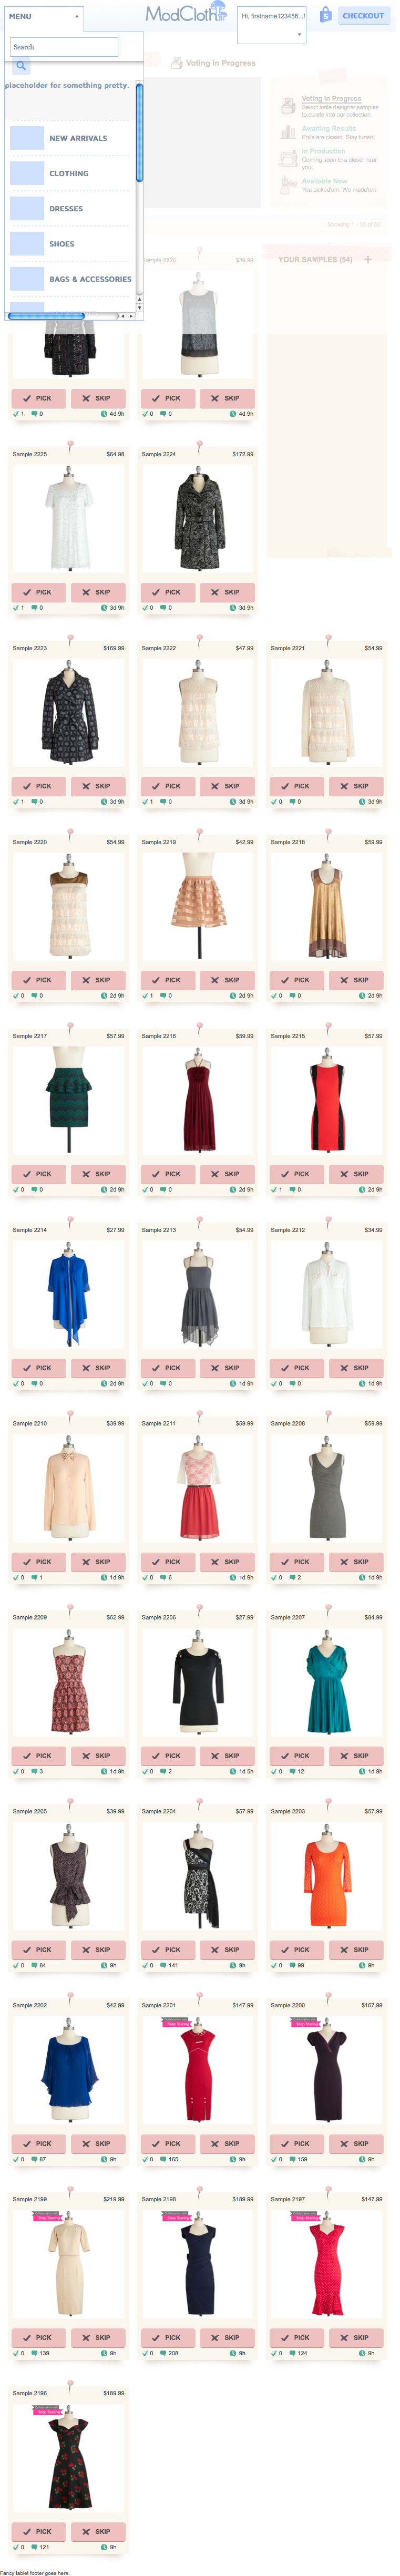 MENU
ModCloth
Hi, firstname123456...!
5
CHECKOUT
Search
placeholder for something pretty.
NEW ARRIVALS
CLOTHING
DRESSES
SHOES
BAGS & ACCESSORIES
Voting In Progress
Voting In Progress
Select indie designer samples
to curate into our collection.
Awaiting Results
Polls are closed. Stay tuned!
In Production
Coming soon to a closet near
you!
Available Now
You picked'em. We made'em.
YOUR SAMPLES (54)
Sample 2226 $39.99
PICK SKIP PICK SKIP
1 0 4d 9h 0 0 4d 9h
Sample 2225 $64.98 Sample 2224 $172.99
PICK SKIP PICK SKIP
1 0 3d 9h 0 0 3d 9h
Sample 2223 $169.99 Sample 2222 $47.99 Sample 2221 $54.99
PICK SKIP PICK SKIP PICK SKIP
1 0 3d 9h 1 0 3d 9h 0 0 3d 9h
Sample 2220 $54.99 Sample 2219 $42.99 Sample 2218 $59.99
PICK SKIP PICK SKIP PICK SKIP
0 0 2d 9h 1 0 2d 9h 0 0 2d 9h
Sample 2217 $57.99 Sample 2216 $59.99 Sample 2215 $57.99
PICK SKIP PICK SKIP PICK SKIP
0 0 2d 9h 0 0 2d 9h 1 0 2d 9h
Sample 2214 $27.99 Sample 2213 $54.99 Sample 2212 $34.99
PICK SKIP PICK SKIP PICK SKIP
0 0 2d 9h 0 0 1d 9h 0 0 1d 9h
Sample 2210 $39.99 Sample 2211 $59.99 Sample 2208 $59.99
PICK SKIP PICK SKIP PICK SKIP
0 1 1d 9h 0 6 1d 9h 0 2 1d 9h
Sample 2209 $62.99 Sample 2206 $27.99 Sample 2207 $84.99
PICK SKIP PICK SKIP PICK SKIP
0 3 1d 9h 0 2 1d 5h 0 12 1d 9h
Sample 2205 $39.99 Sample 2204 $57.99 Sample 2203 $57.99
PICK SKIP PICK SKIP PICK SKIP
0 84 9h 0 141 9h 0 99 9h
Sample 2202 $42.99 Sample 2201 $147.99 Sample 2200 $167.99
Stop Staring! Stop Staring!
PICK SKIP PICK SKIP PICK SKIP
0 87 9h 0 165 9h 0 159 9h
Sample 2199 $219.99 Sample 2198 $189.99 Sample 2197 $147.99
Stop Staring! Stop Staring! Stop Staring!
PICK SKIP PICK SKIP PICK SKIP
0 139 9h 0 208 9h 0 124 9h
Sample 2196 $189.99
Stop Staring!
PICK SKIP
0 121 9h
Fancy tablet footer goes here.